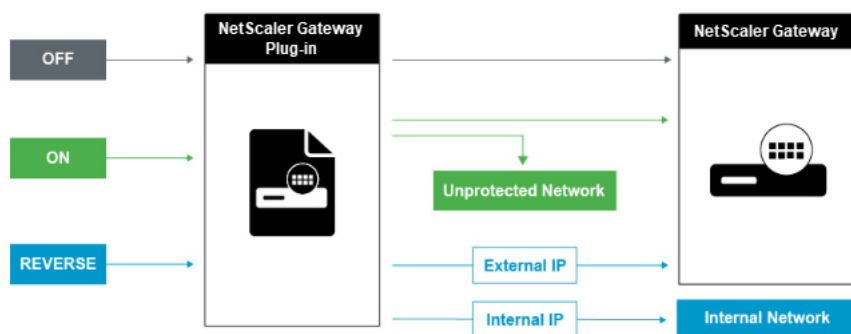 NetScaler Gateway
Plug-in
NetScaler Gateway
OFF
ON
Unprotected Network
REVERSE
External IP
Internal IP
Internal Network